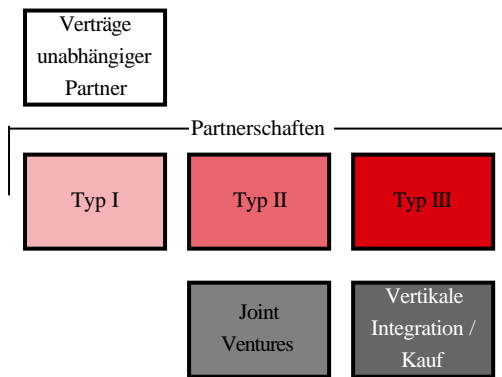 Verträge
unabhängiger
Partner
Partnerschaften
Typ I
Typ II
Typ III
Joint
Ventures
Vertikale
Integration /
Kauf